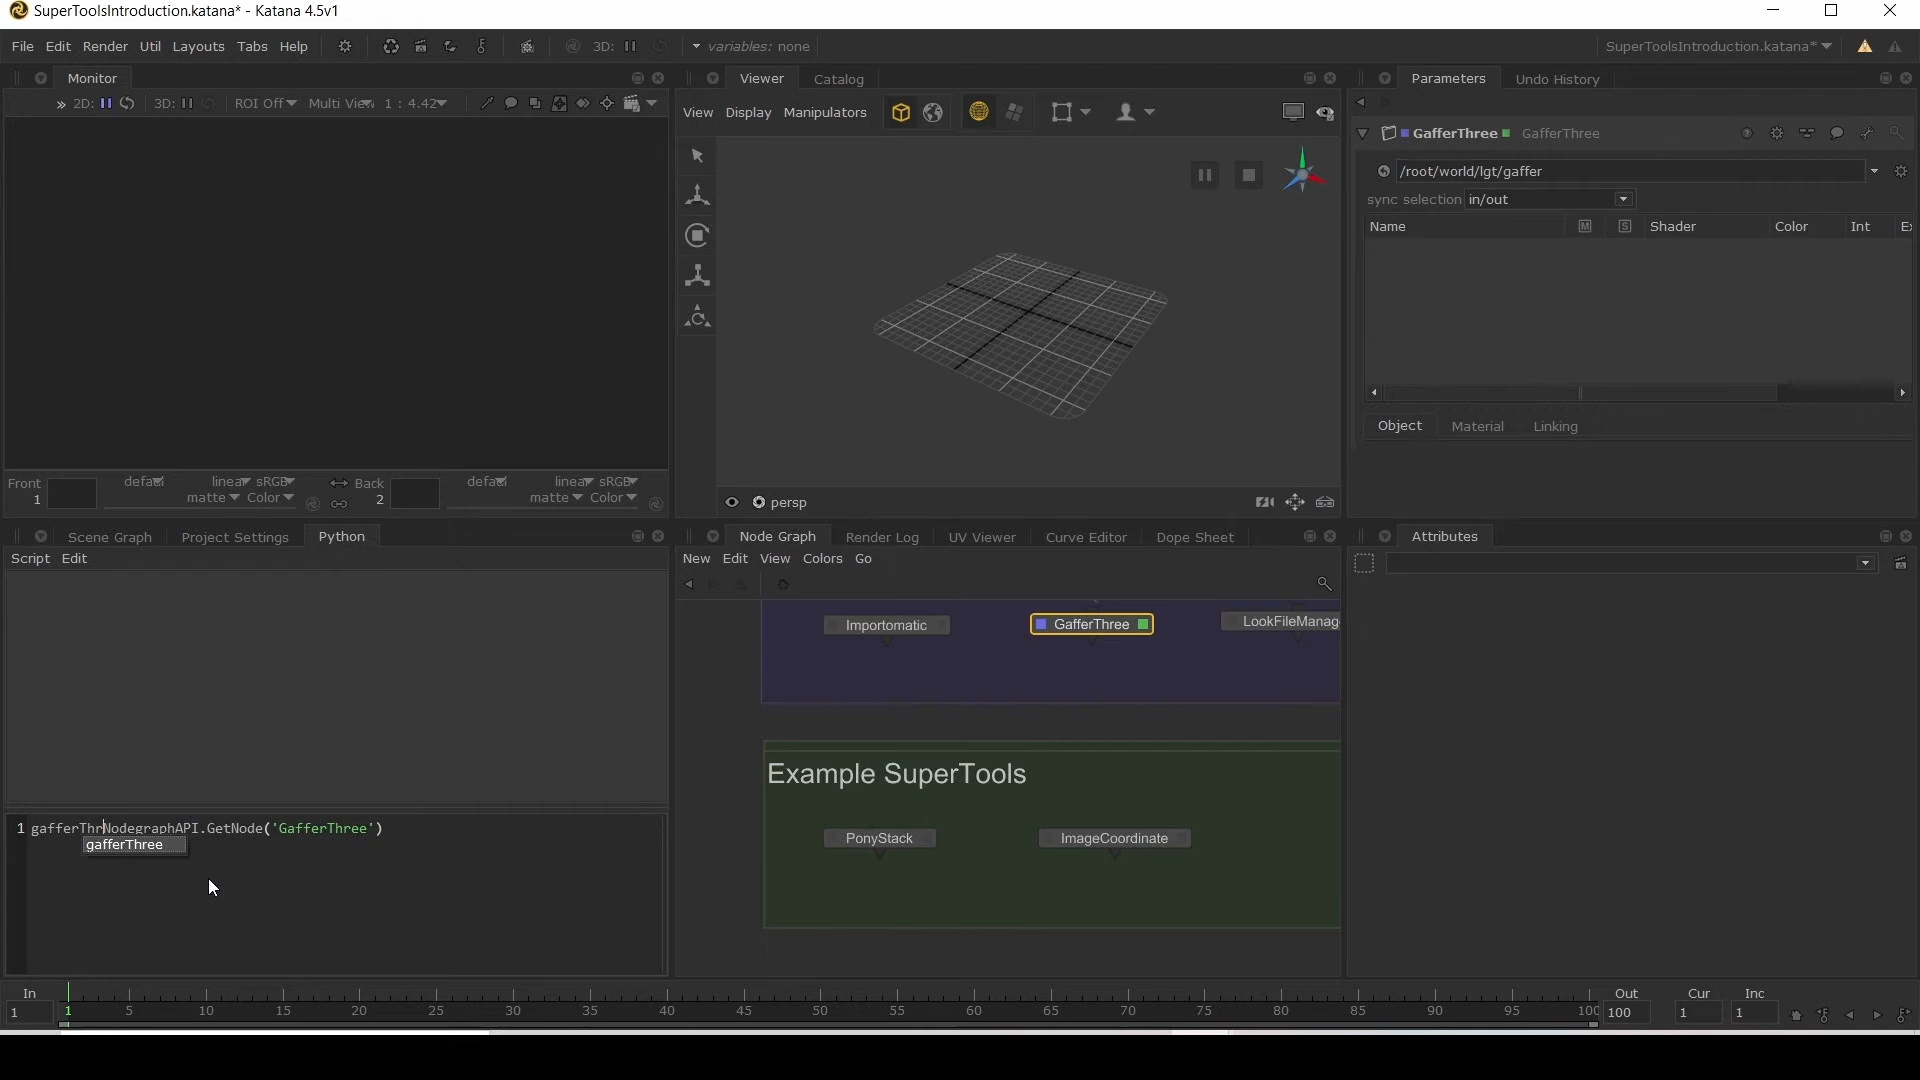 SuperToolsIntroduction.katana* - Katana 4.5v1
File Edit Render Util Layouts Tabs Help 3D: variables: none SuperToolsIntroduction.katana*
Monitor
2D: 3D: ROI Off Multi View 1 : 4.42
Front
1
defaul linear sRGB
matte Color
Back
2
defaul linear sRGB
matte Color
Viewer Catalog
View Display Manipulators
persp
Parameters Undo History
GafferThree GafferThree
/root/world/lgt/gaffer
sync selection in/out
Name M S Shader Color Int Ex
Object Material Linking
Scene Graph Project Settings Python
Script Edit
1 gafferThrNodegraphAPI.GetNode('GafferThree')
gafferThree
Node Graph Render Log UV Viewer Curve Editor Dope Sheet
New Edit View Colors Go
Importomatic GafferThree LookFileManag
Example SuperTools
PonyStack ImageCoordinate
Attributes
In
1
1 5 10 15 20 25 30 35 40 45 50 55 60 65 70 75 80 85 90 95 100
Out Cur Inc
100 1 1